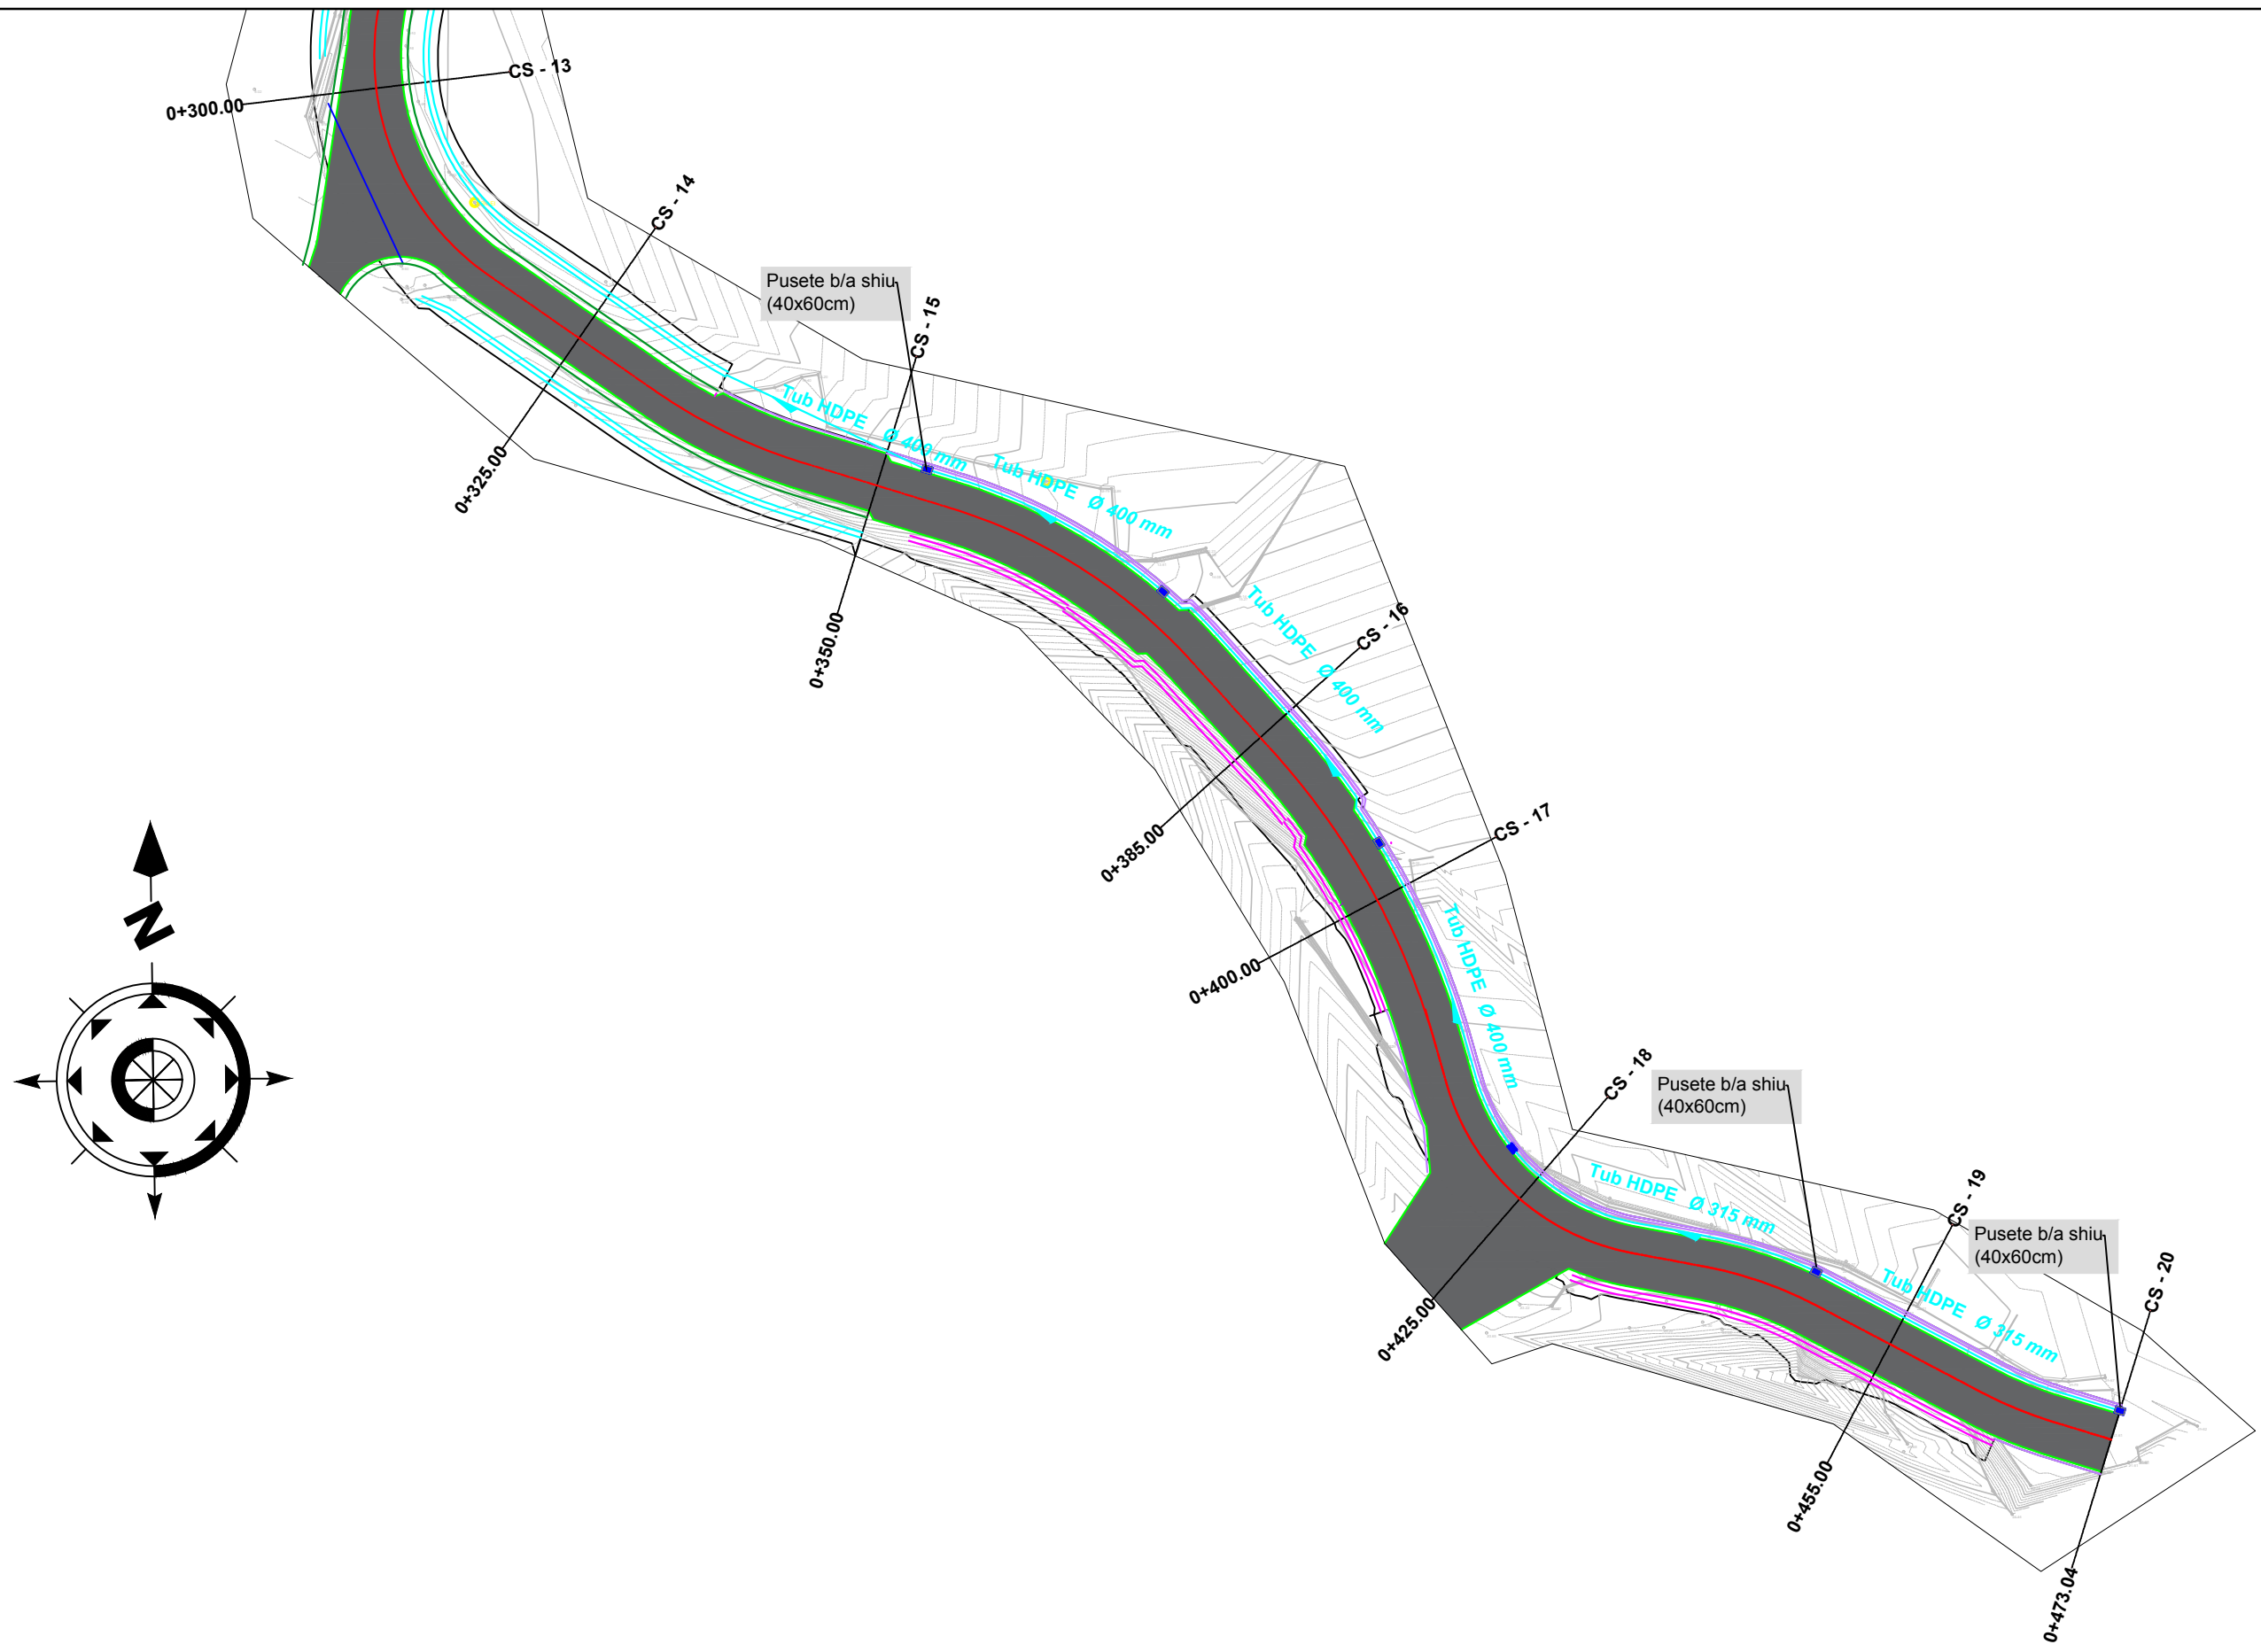 CS - 13
0+300.00
CS - 14
0+325.00
Pusete b/a shiu
(40x60cm)
CS - 15
0+350.00
Tub HDPE Ø 400 mm
Tub HDPE Ø 400 mm
Tub HDPE Ø 400 mm
CS - 16
0+385.00
CS - 17
0+400.00
Tub HDPE Ø 400 mm
N
CS - 18
0+425.00
Pusete b/a shiu
(40x60cm)
Tub HDPE Ø 315 mm
CS - 19
0+455.00
Pusete b/a shiu
(40x60cm)
Tub HDPE Ø 315 mm
CS - 20
0+473.04